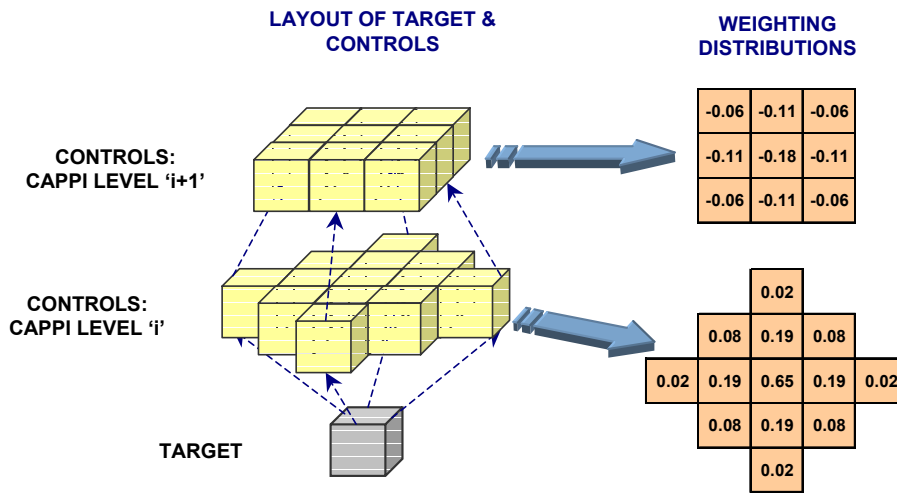 LAYOUT OF TARGET &
CONTROLS
WEIGHTING
DISTRIBUTIONS
CONTROLS:
CAPPI LEVEL ‘i+1’
-0.06 -0.11 -0.06
-0.11 -0.18 -0.11
-0.06 -0.11 -0.06
CONTROLS:
CAPPI LEVEL ‘i’
0.02
0.08 0.19 0.08
0.02 0.19 0.65 0.19 0.02
0.08 0.19 0.08
0.02
TARGET